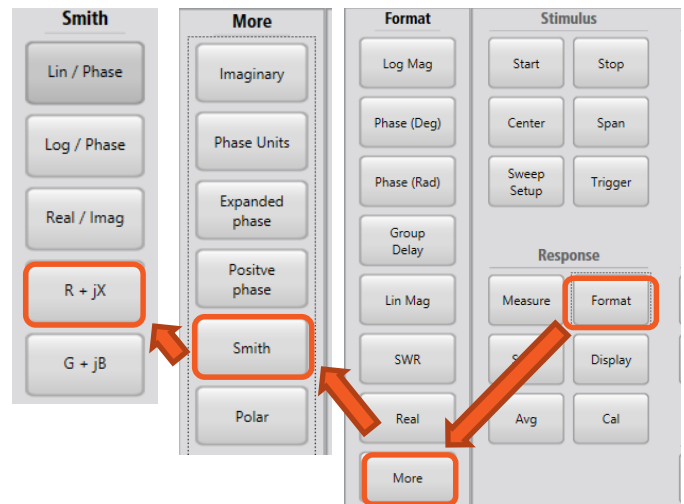 Smith
Lin / Phase
Log / Phase
Real / Imag
R + jX
G + jB
More
Imaginary
Phase Units
Expanded
phase
Positve
phase
Smith
Polar
Format
Log Mag
Phase (Deg)
Phase (Rad)
Group
Delay
Lin Mag
SWR
Real
More
Stimulus
Start
Stop
Center
Span
Sweep
Setup
Trigger
Response
Measure
Format
Display
Avg
Cal